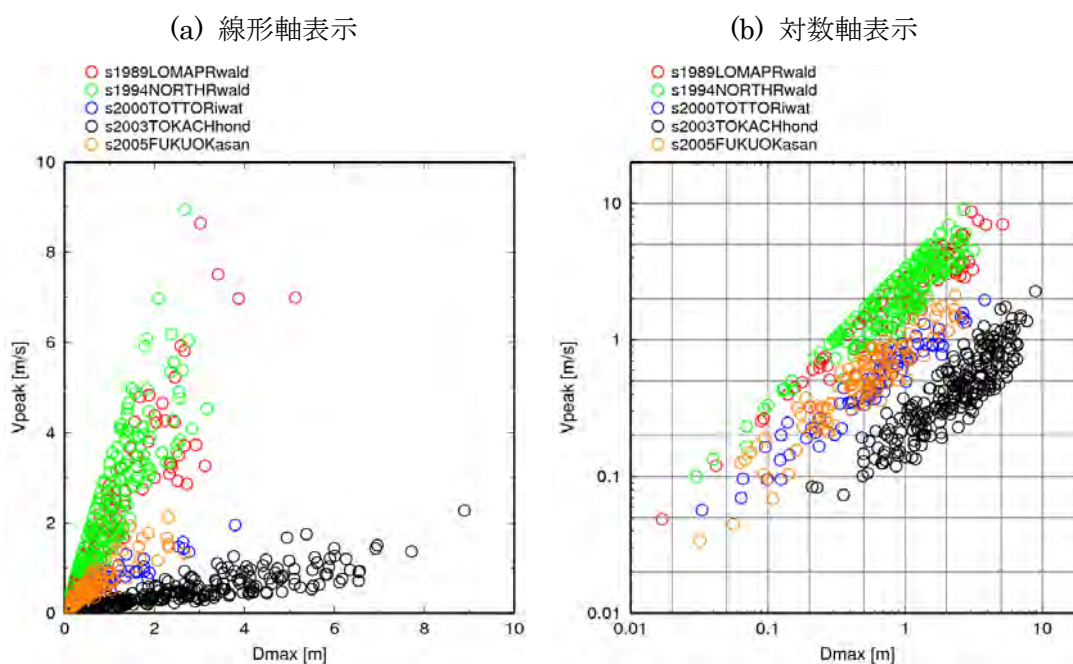 (a) 線形軸表示
s1989LOMAPRwald
s1994NORTHRwald
s2000TOTTORiwat
s2003TOKACHhond
s2005FUKUOKasan
10
8
6
4
2
0
Vpeak [m/s]
0 2 4 6 8 10
Dmax [m]
(b) 対数軸表示
s1989LOMAPRwald
s1994NORTHRwald
s2000TOTTORiwat
s2003TOKACHhond
s2005FUKUOKasan
10
1
0.1
0.01
Vpeak [m/s]
0.01 0.1 1 10
Dmax [m]